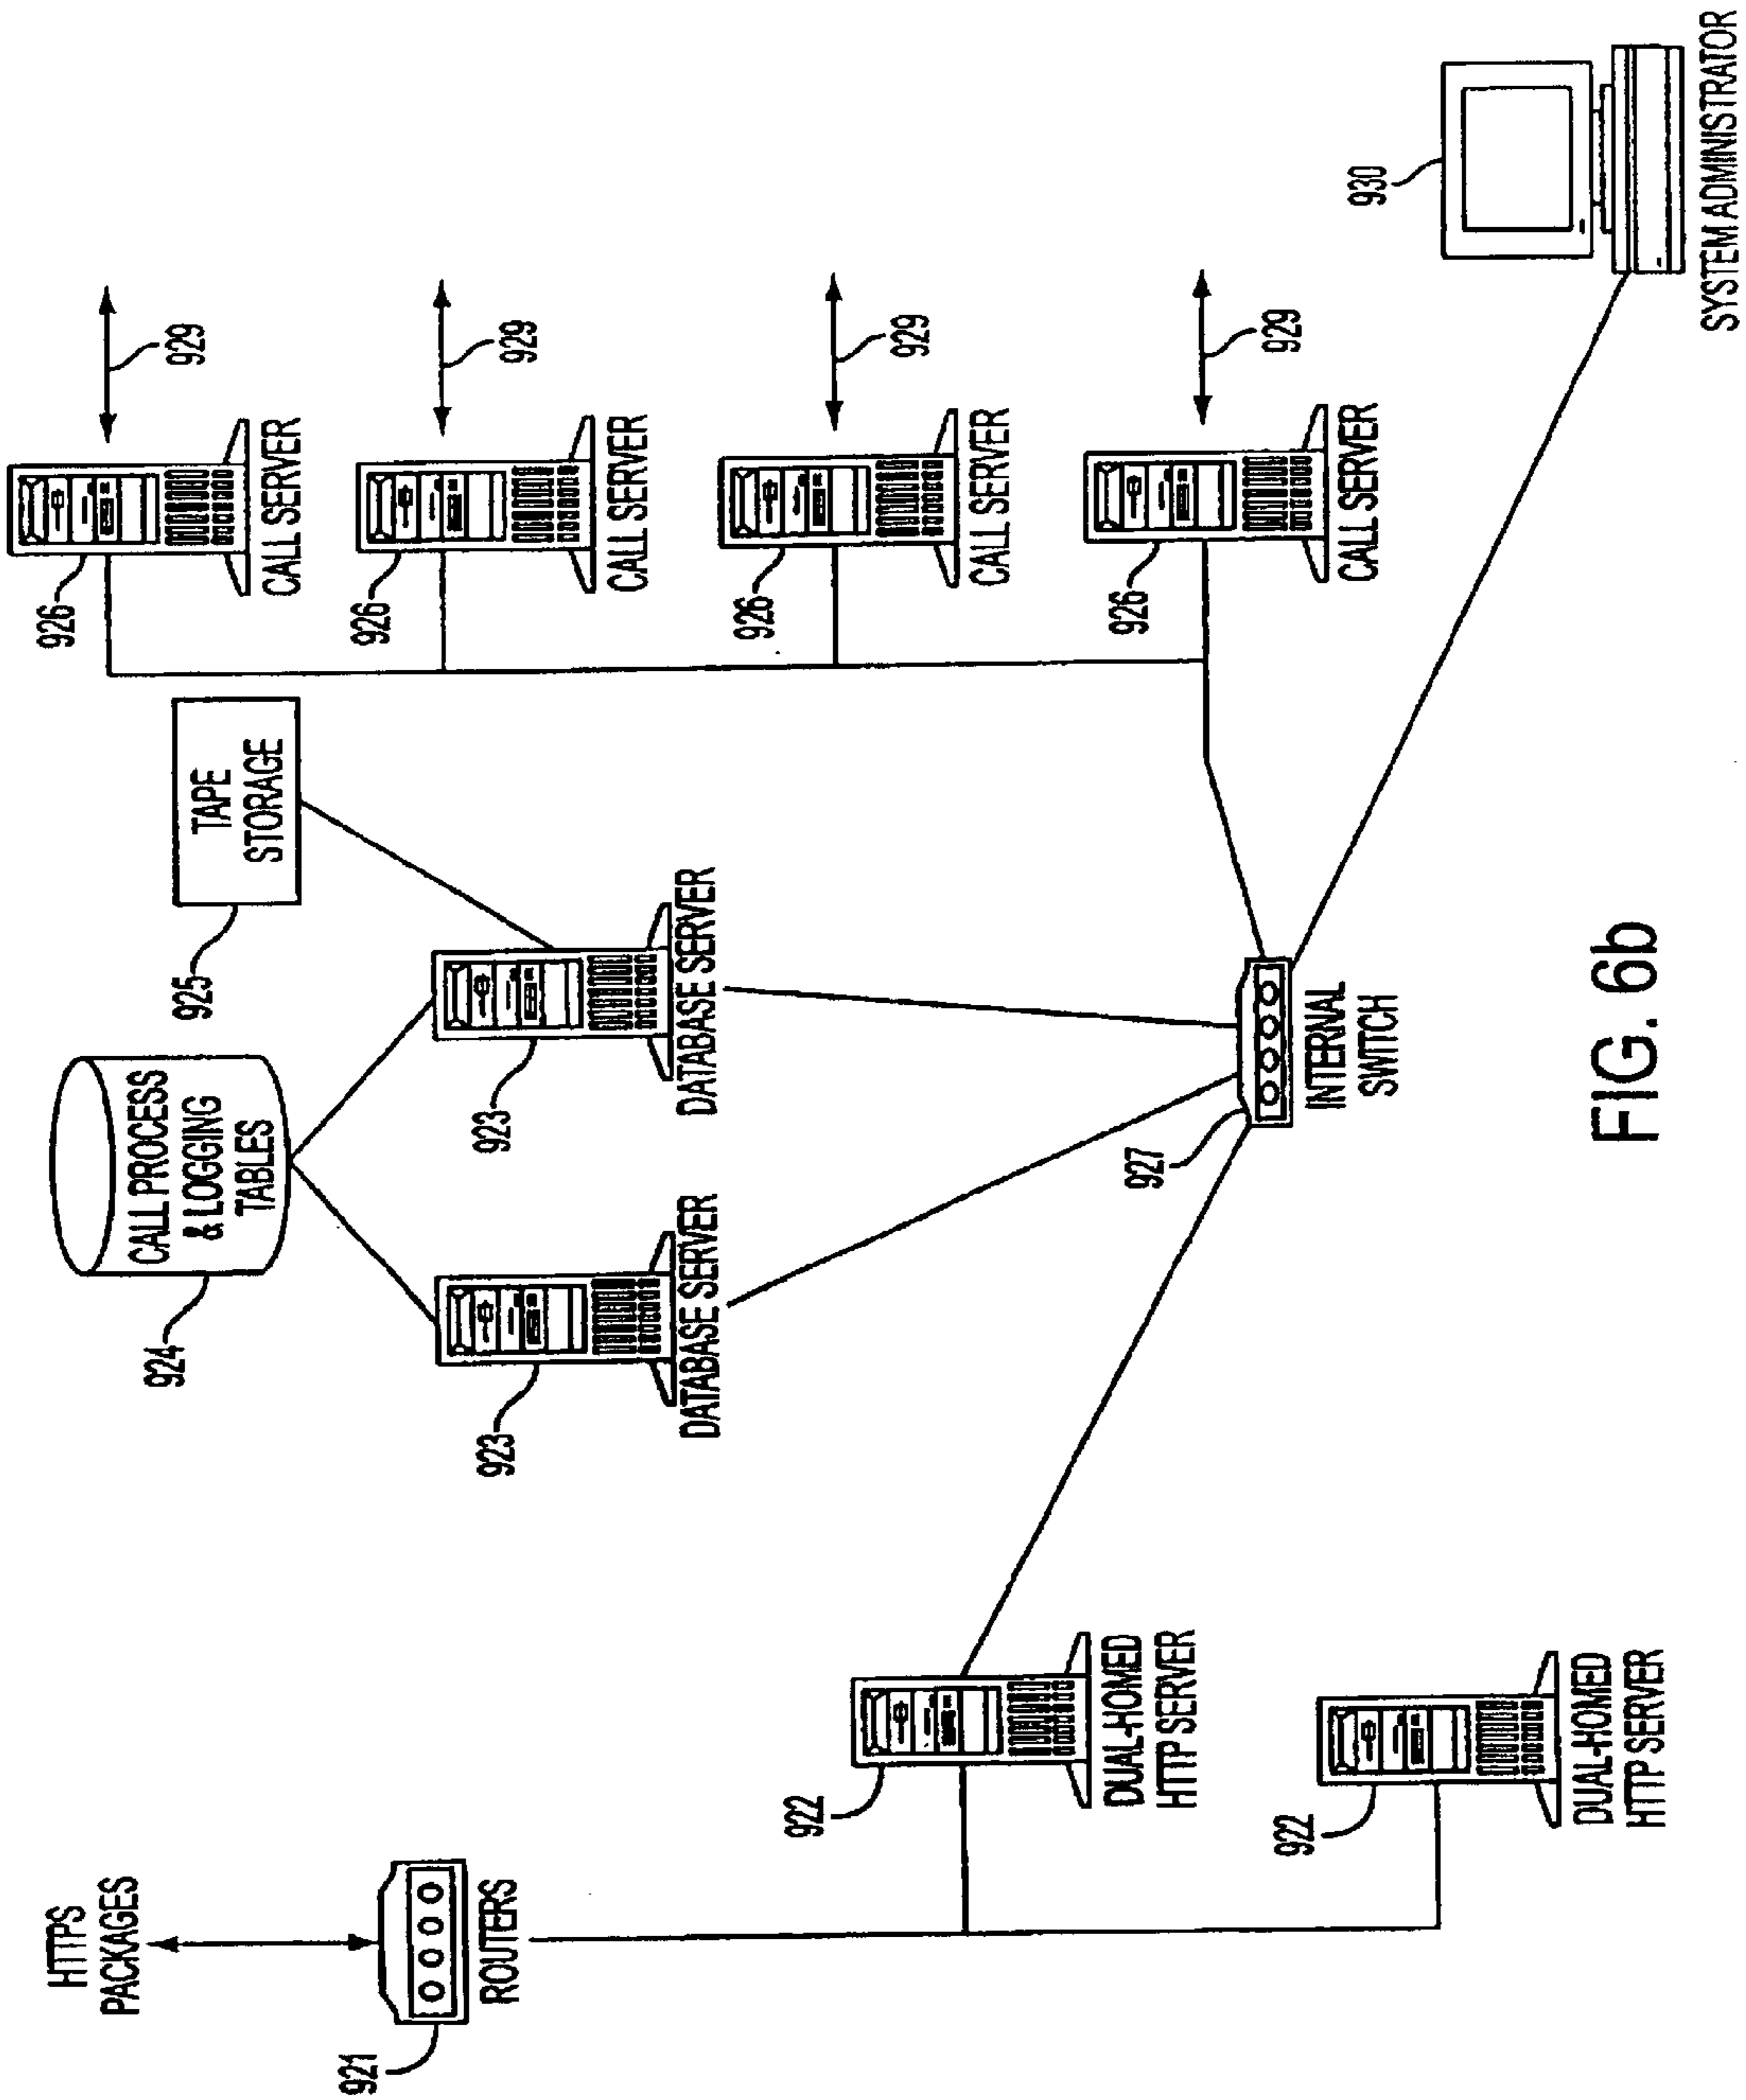 HTTPS
PACKAGES
921
ROUTERS
922
DUAL-HOMED
HTTP SERVER
922
DUAL-HOMED
HTTP SERVER
924
CALL PROCESS
& LOGGING
TABLES
923
DATABASE SERVER
923
DATABASE SERVER
925
TAPE
STORAGE
927
INTERNAL
SWITCH
926
CALL SERVER
929
926
CALL SERVER
929
926
CALL SERVER
929
926
CALL SERVER
929
930
SYSTEM ADMINISTRATOR
FIG. 6b